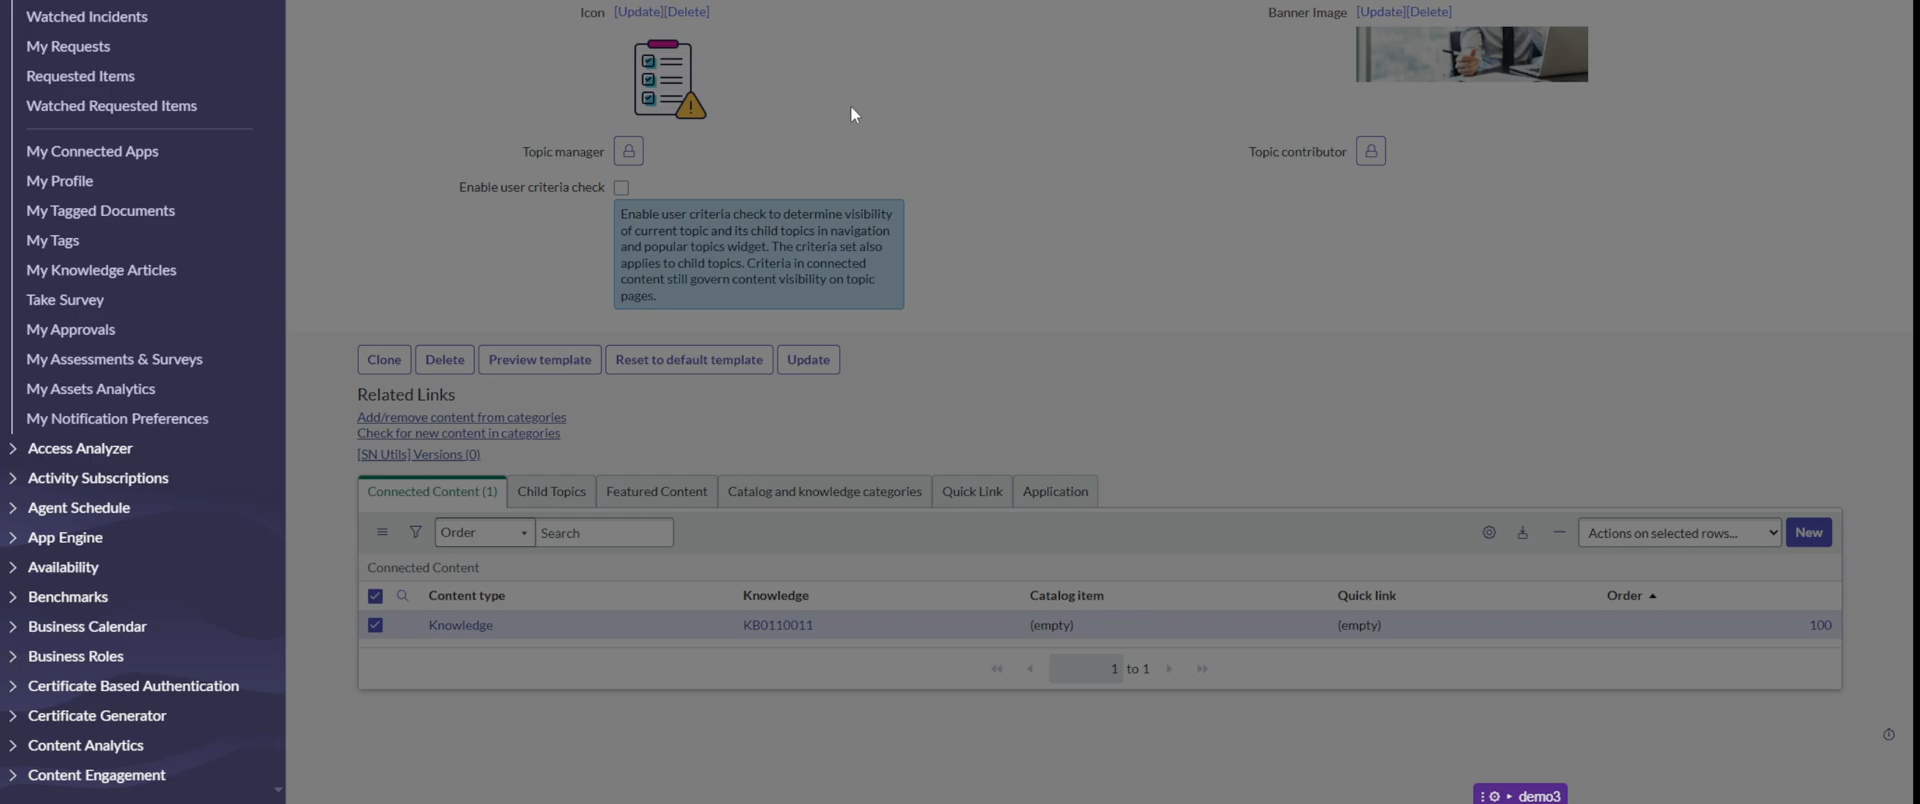 Watched Incidents
My Requests
Requested Items
Watched Requested Items
My Connected Apps
My Profile
My Tagged Documents
My Tags
My Knowledge Articles
Take Survey
My Approvals
My Assessments & Surveys
My Assets Analytics
My Notification Preferences
Access Analyzer
Activity Subscriptions
Agent Schedule
App Engine
Availability
Benchmarks
Business Calendar
Business Roles
Certificate Based Authentication
Certificate Generator
Content Analytics
Content Engagement
Icon [Update][Delete]
Banner Image [Update][Delete]
Topic manager
Topic contributor
Enable user criteria check
Enable user criteria check to determine visibility
of current topic and its child topics in navigation
and popular topics widget. The criteria set also
applies to child topics. Criteria in connected
content still govern content visibility on topic
pages.
Clone Delete Preview template Reset to default template Update
Related Links
Add/remove content from categories
Check for new content in categories
[SN Utils] Versions (0)
Connected Content (1) Child Topics Featured Content Catalog and knowledge categories Quick Link Application
Order Search Actions on selected rows... New
Connected Content
Content type Knowledge Catalog item Quick link Order
Knowledge KB0110011 (empty) (empty) 100
1 to 1
demo3